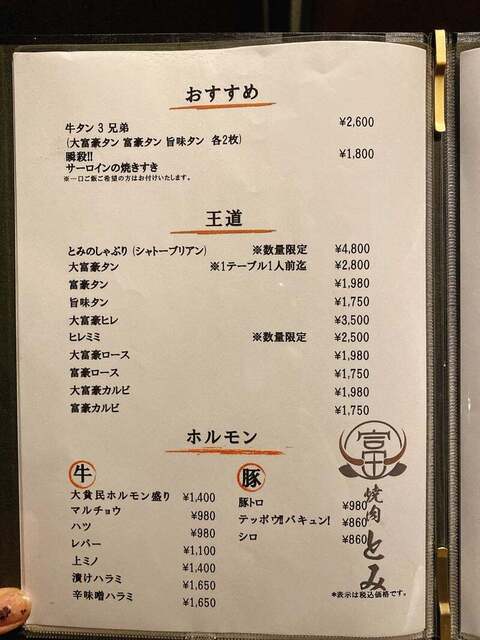 おすすめ
牛タン 3 兄弟 ¥2,600
(大富豪タン 富豪タン 旨味タン 各2枚)
瞬殺!! ¥1,800
サーロインの焼きすき
※一口ご飯ご希望の方はお付けいたします。
王道
とみのしゃぶり (シャトーブリアン) ※数量限定 ¥4,800
大富豪タン ※1テーブル1人前迄 ¥2,800
富豪タン ¥1,980
旨味タン ¥1,750
大富豪ヒレ ¥3,500
ヒレミミ ※数量限定 ¥2,500
大富豪ロース ¥1,980
富豪ロース ¥1,750
大富豪カルビ ¥1,980
富豪カルビ ¥1,750
ホルモン
牛
大貧民ホルモン盛り ¥1,400
マルチョウ ¥980
ハツ ¥980
レバー ¥1,100
上ミノ ¥1,400
漬けハラミ ¥1,650
辛味噌ハラミ ¥1,650
豚
豚トロ ¥980
テッポウ!!バキュン! ¥860
シロ ¥860
焼肉とみ
*表示は税込価格です。